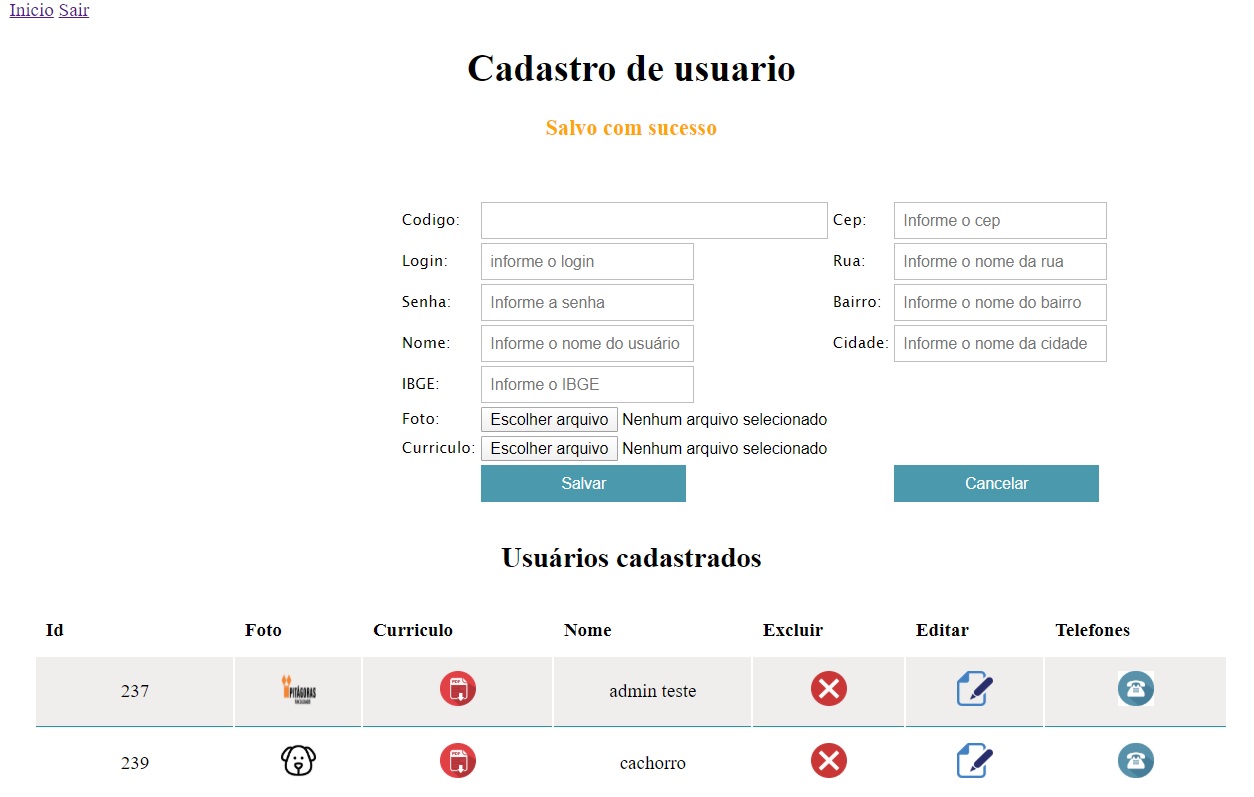 Inicio Sair
Cadastro de usuario
Salvo com sucesso
Codigo: Cep: Informe o cep
Login: informe o login Rua: Informe o nome da rua
Senha: Informe a senha Bairro: Informe o nome do bairro
Nome: Informe o nome do usuário Cidade: Informe o nome da cidade
IBGE: Informe o IBGE
Foto: Escolher arquivo Nenhum arquivo selecionado
Curriculo: Escolher arquivo Nenhum arquivo selecionado
Salvar Cancelar
Usuários cadastrados
Id Foto Curriculo Nome Excluir Editar Telefones
237 PITÁGORAS PDF admin teste
239 PDF cachorro